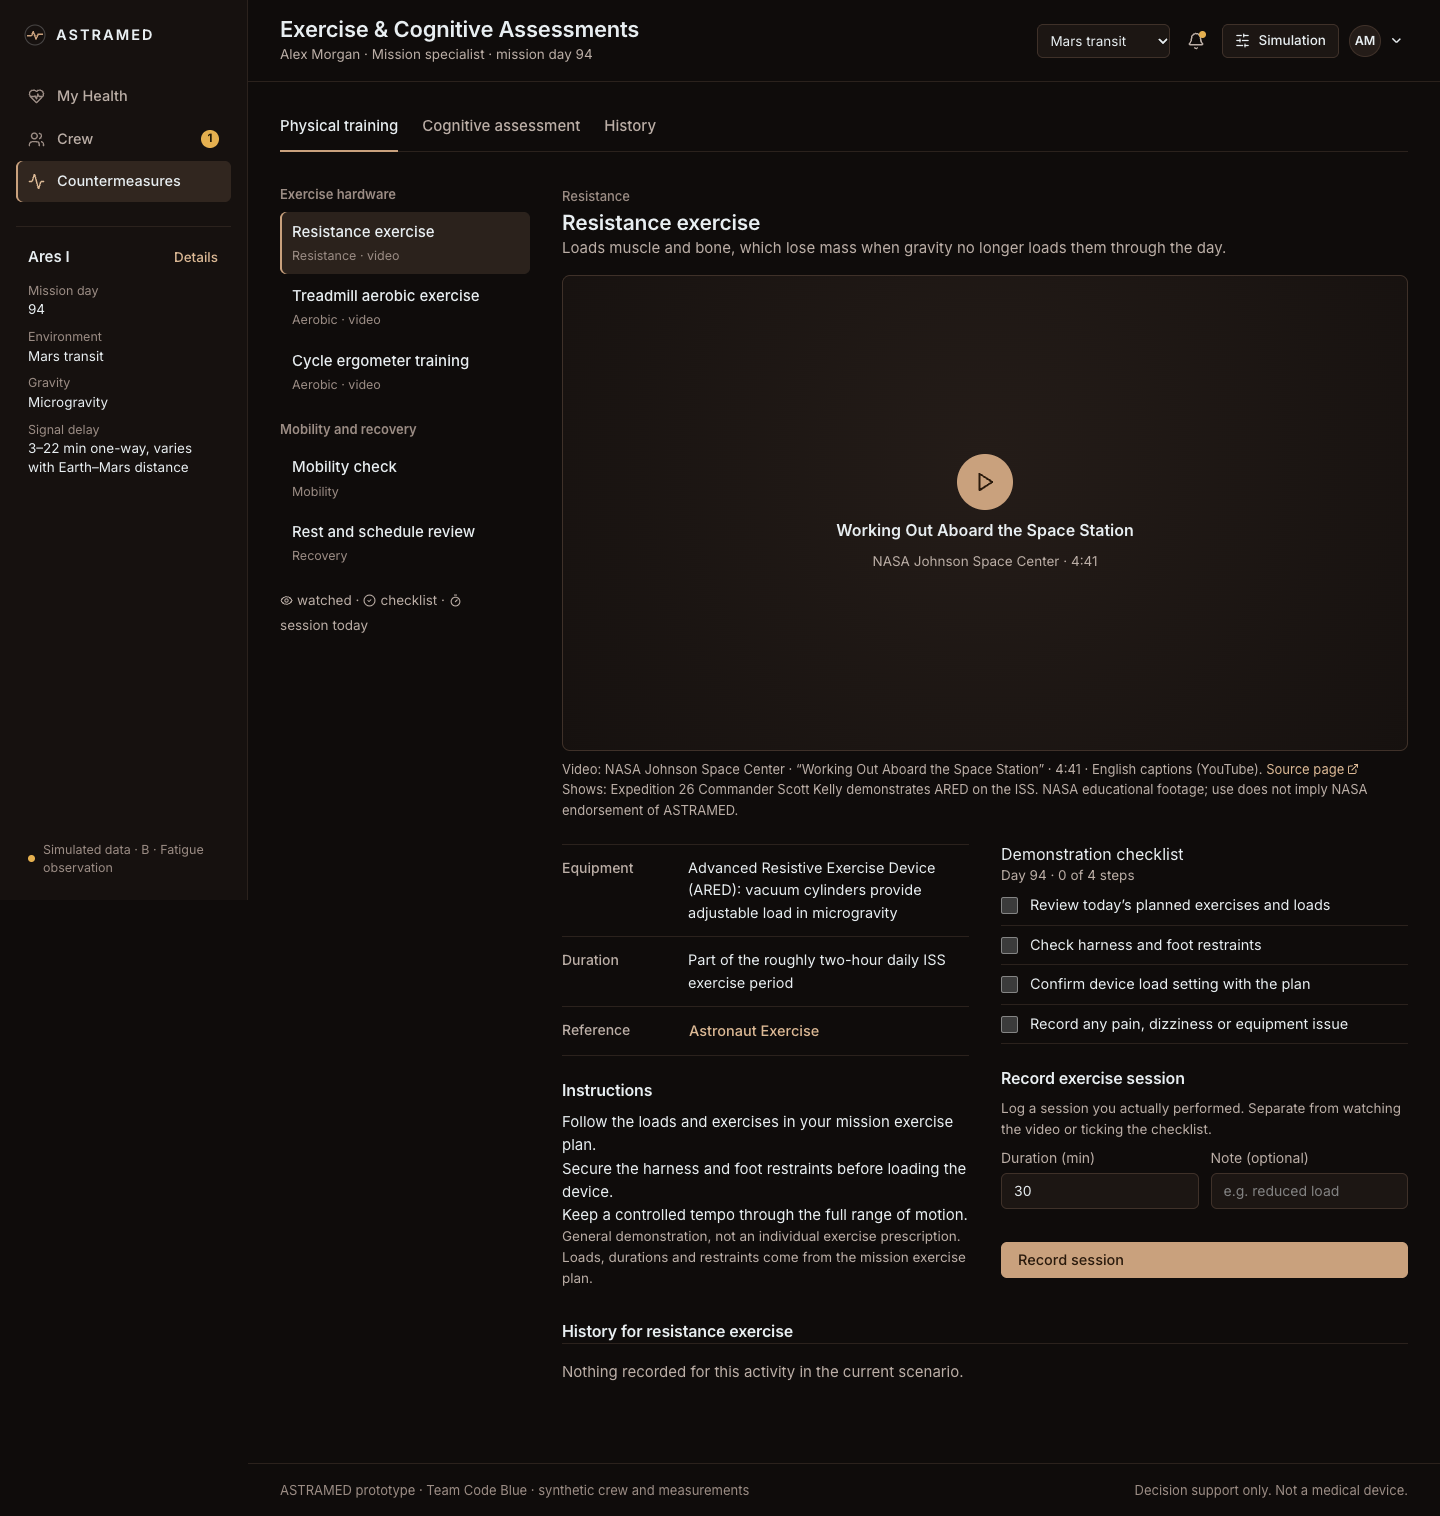 ASTRAMED
My Health
Crew
1
Countermeasures
Ares I
Details
Mission day
94
Environment
Mars transit
Gravity
Microgravity
Signal delay
3–22 min one-way, varies
with Earth–Mars distance
Simulated data · B · Fatigue
observation
Exercise & Cognitive Assessments
Alex Morgan · Mission specialist · mission day 94
Mars transit
Simulation
AM
Physical training
Cognitive assessment
History
Exercise hardware
Resistance exercise
Resistance · video
Treadmill aerobic exercise
Aerobic · video
Cycle ergometer training
Aerobic · video
Mobility and recovery
Mobility check
Mobility
Rest and schedule review
Recovery
watched · checklist ·
session today
Resistance
Resistance exercise
Loads muscle and bone, which lose mass when gravity no longer loads them through the day.
Working Out Aboard the Space Station
NASA Johnson Space Center · 4:41
Video: NASA Johnson Space Center · “Working Out Aboard the Space Station” · 4:41 · English captions (YouTube). Source page
Shows: Expedition 26 Commander Scott Kelly demonstrates ARED on the ISS. NASA educational footage; use does not imply NASA
endorsement of ASTRAMED.
Equipment
Advanced Resistive Exercise Device
(ARED): vacuum cylinders provide
adjustable load in microgravity
Duration
Part of the roughly two-hour daily ISS
exercise period
Reference
Astronaut Exercise
Instructions
Follow the loads and exercises in your mission exercise
plan.
Secure the harness and foot restraints before loading the
device.
Keep a controlled tempo through the full range of motion.
General demonstration, not an individual exercise prescription.
Loads, durations and restraints come from the mission exercise
plan.
Demonstration checklist
Day 94 · 0 of 4 steps
Review today’s planned exercises and loads
Check harness and foot restraints
Confirm device load setting with the plan
Record any pain, dizziness or equipment issue
Record exercise session
Log a session you actually performed. Separate from watching
the video or ticking the checklist.
Duration (min)
Note (optional)
30
e.g. reduced load
Record session
History for resistance exercise
Nothing recorded for this activity in the current scenario.
ASTRAMED prototype · Team Code Blue · synthetic crew and measurements
Decision support only. Not a medical device.